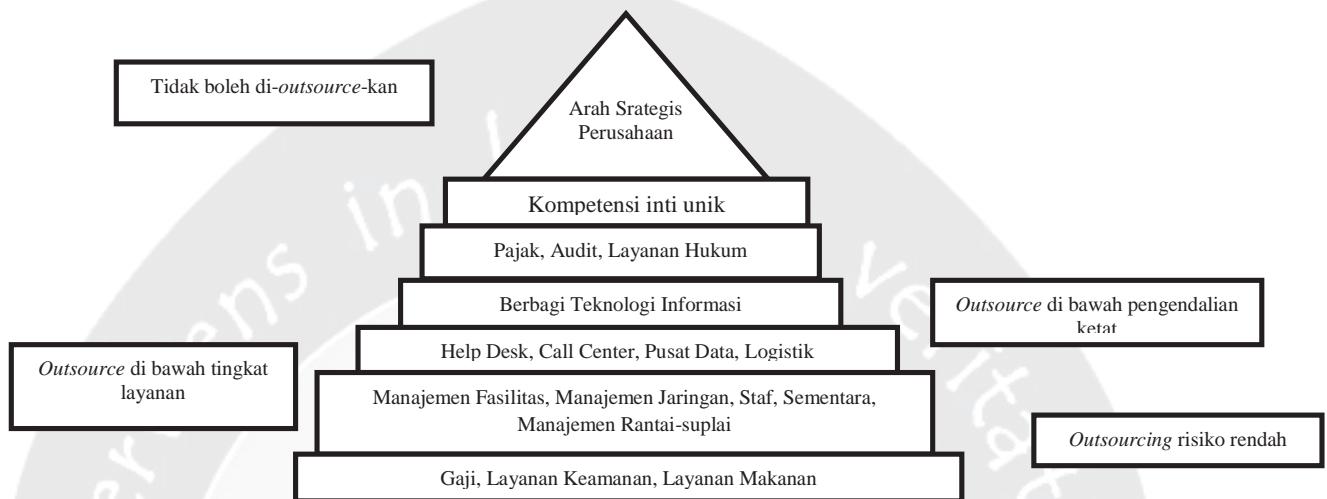 Tidak boleh di-outsource-kan
Arah Srategis
Perusahaan
Kompetensi inti unik
Pajak, Audit, Layanan Hukum
Berbagi Teknologi Informasi
Outsource di bawah pengendalian
ketat
Help Desk, Call Center, Pusat Data, Logistik
Outsource di bawah tingkat
layanan
Manajemen Fasilitas, Manajemen Jaringan, Staf, Sementara,
Manajemen Rantai-suplai
Outsourcing risiko rendah
Gaji, Layanan Keamanan, Layanan Makanan
in